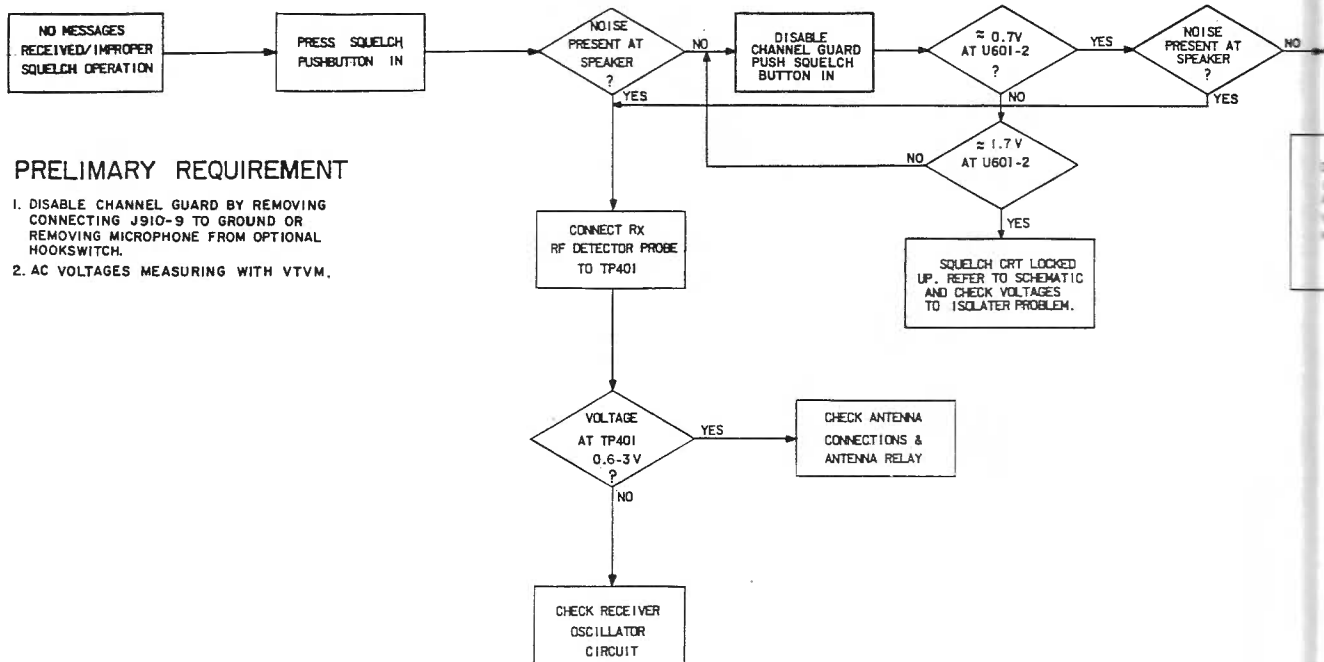 NO MESSAGES
RECEIVED/IMPROPER
SQUELCH OPERATION
PRESS SQUELCH
PUSHBUTTON IN
NOISE
PRESENT AT
SPEAKER
?
NO
YES
DISABLE
CHANNEL GUARD
PUSH SQUELCH
BUTTON IN
≈ 0.7V
AT U601-2
?
YES
NO
NOISE
PRESENT AT
SPEAKER
?
NO
YES
≈ 1.7V
AT U601-2
NO
YES
SQUELCH CRT LOCKED
UP. REFER TO SCHEMATIC
AND CHECK VOLTAGES
TO ISOLATER PROBLEM.
PRELIMARY REQUIREMENT
1. DISABLE CHANNEL GUARD BY REMOVING
CONNECTING J910-9 TO GROUND OR
REMOVING MICROPHONE FROM OPTIONAL
HOOKSWITCH.
2. AC VOLTAGES MEASURING WITH VTVM.
CONNECT Rx
RF DETECTOR PROBE
TO TP401
VOLTAGE
AT TP401
0.6-3V
?
YES
NO
CHECK ANTENNA
CONNECTIONS &
ANTENNA RELAY
CHECK RECEIVER
OSCILLATOR
CIRCUIT